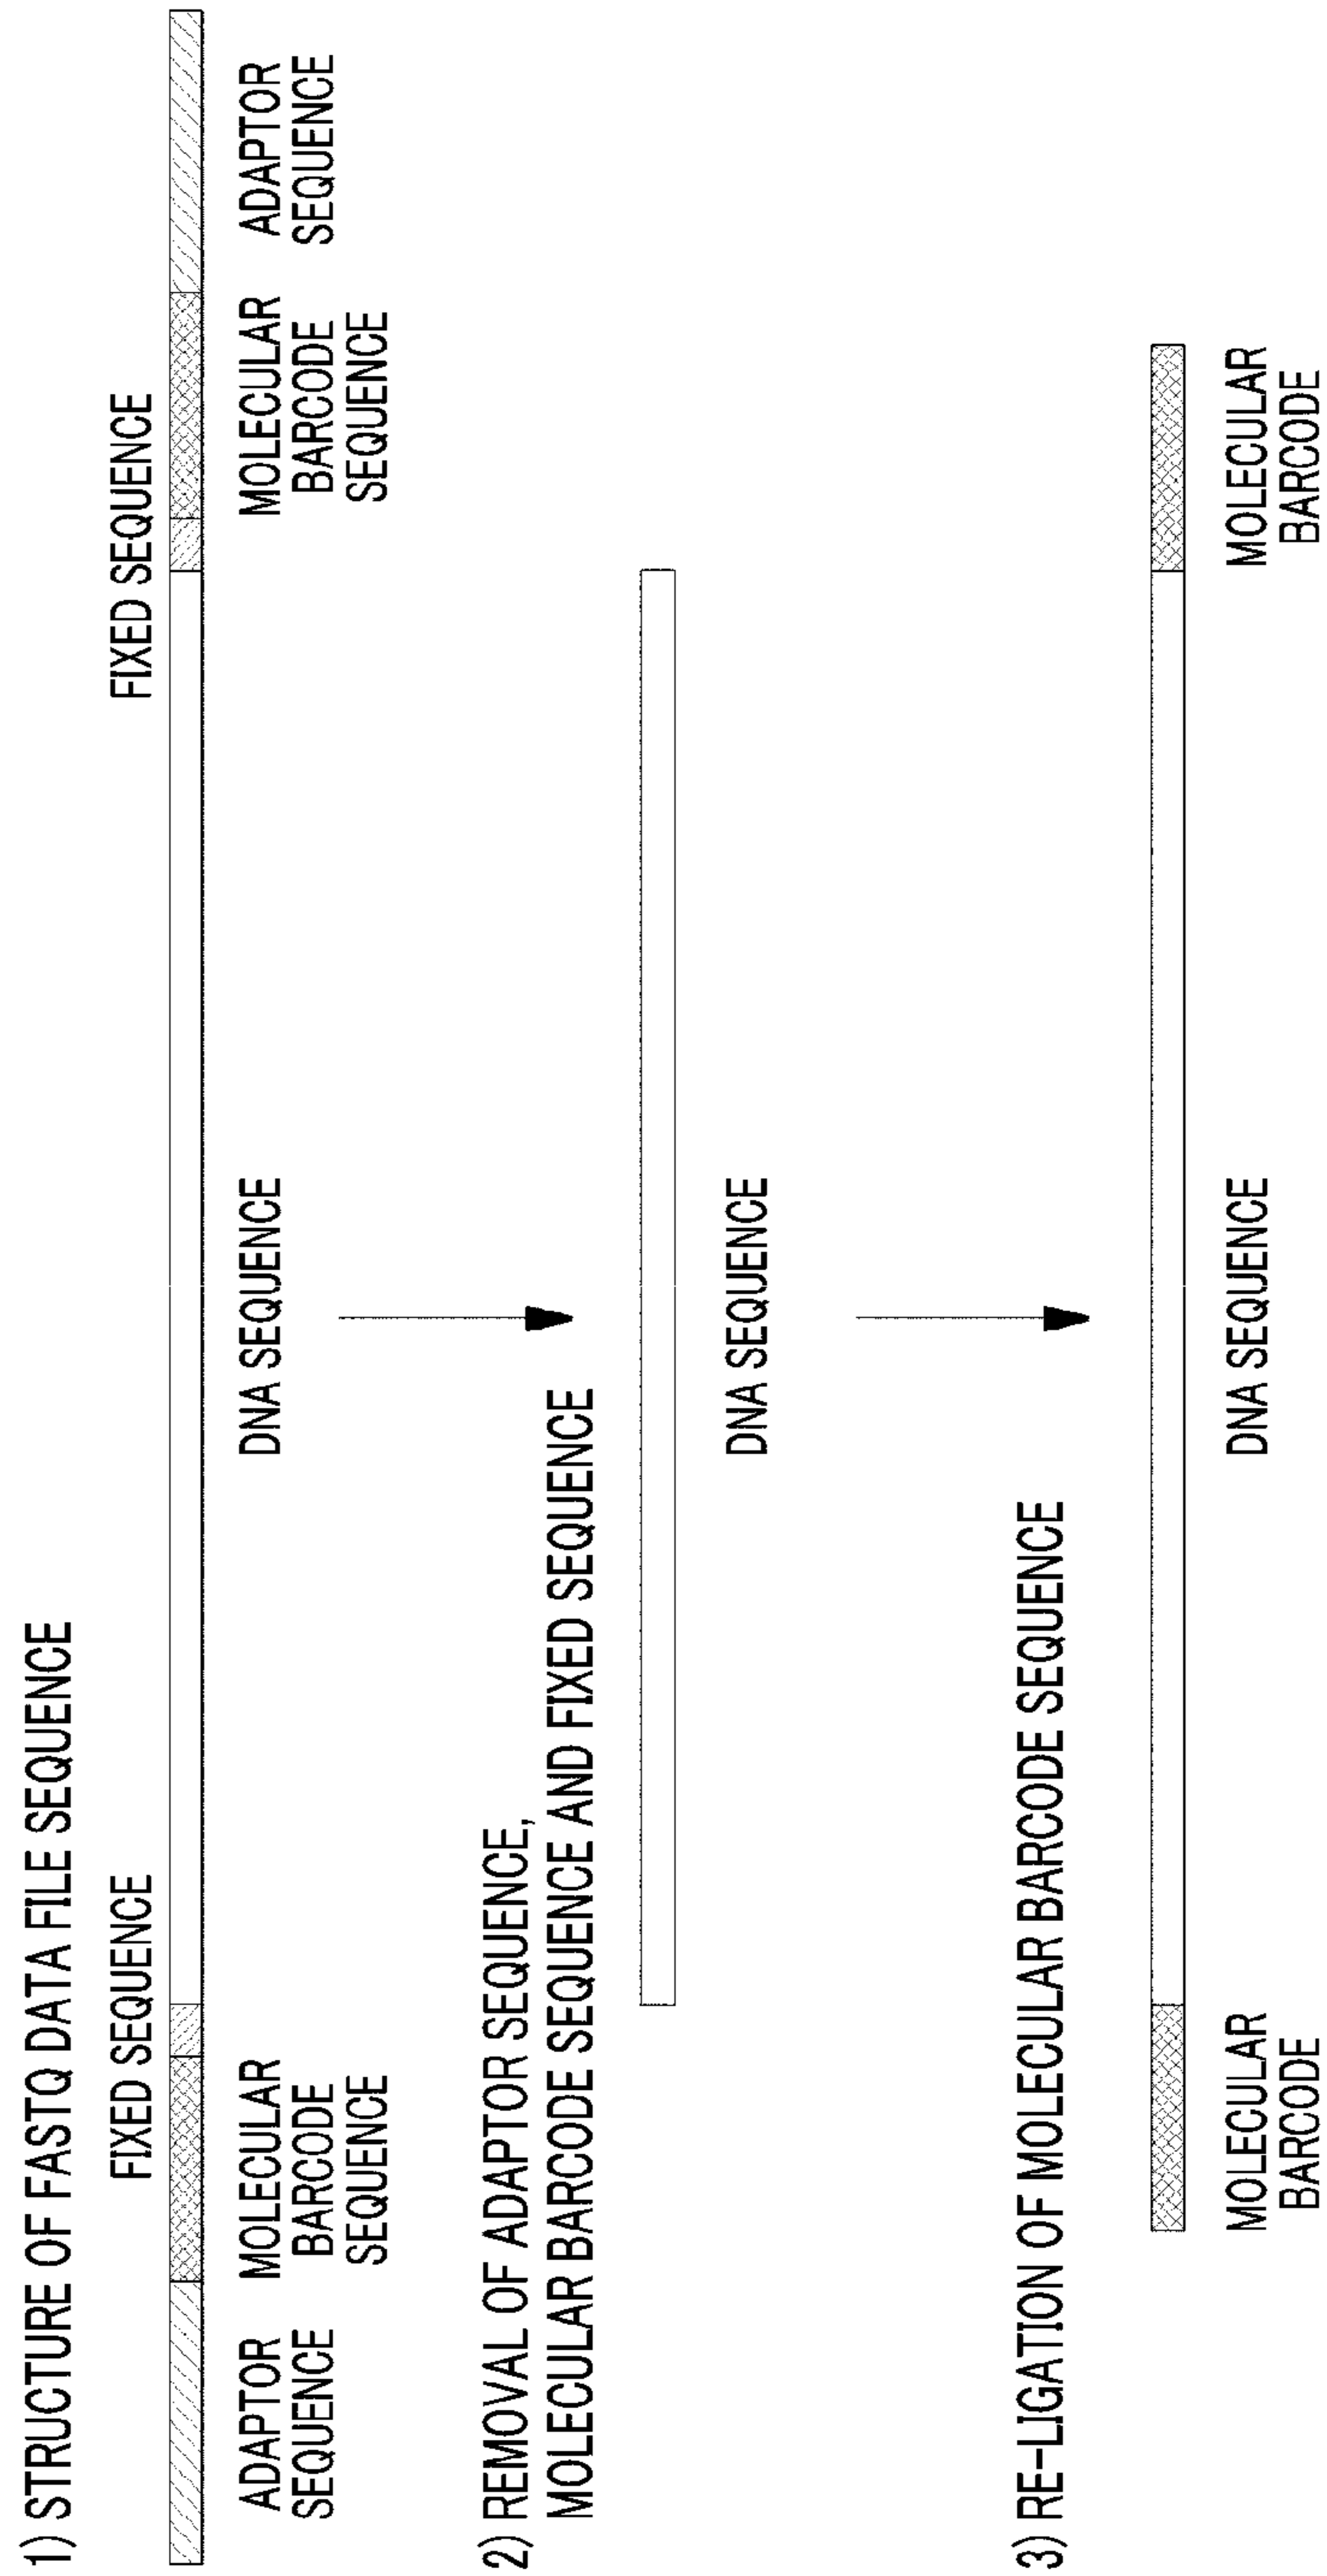 1) STRUCTURE OF FASTQ DATA FILE SEQUENCE
FIXED SEQUENCE
FIXED SEQUENCE
ADAPTOR
SEQUENCE
MOLECULAR
BARCODE
SEQUENCE
DNA SEQUENCE
MOLECULAR
BARCODE
SEQUENCE
ADAPTOR
SEQUENCE
2) REMOVAL OF ADAPTOR SEQUENCE,
MOLECULAR BARCODE SEQUENCE AND FIXED SEQUENCE
DNA SEQUENCE
3) RE-LIGATION OF MOLECULAR BARCODE SEQUENCE
MOLECULAR
BARCODE
DNA SEQUENCE
MOLECULAR
BARCODE